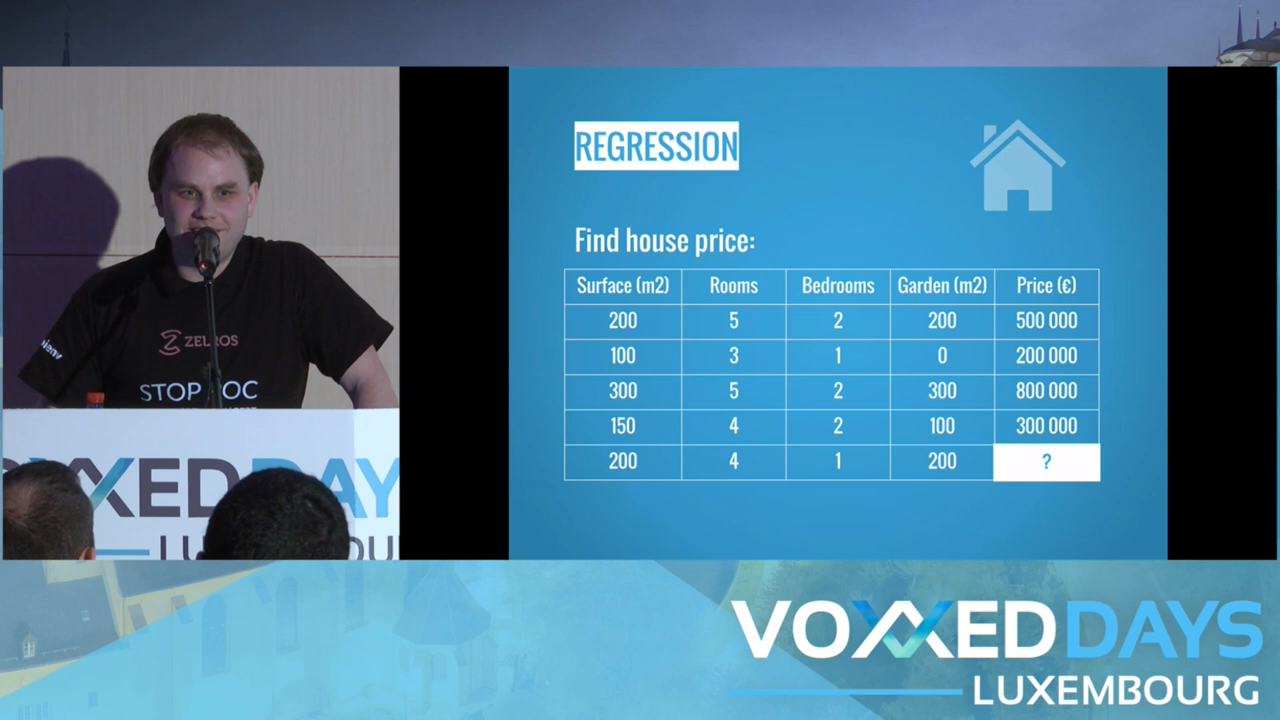 REGRESSION
Find house price:
Surface (m2) Rooms Bedrooms Garden (m2) Price (€)
200 5 2 200 500 000
100 3 1 0 200 000
300 5 2 300 800 000
150 4 2 100 300 000
200 4 1 200 ?
ZELROS
STOP OC
VOXXED DAYS
VOXXEDDAYS
LUXEMBOURG